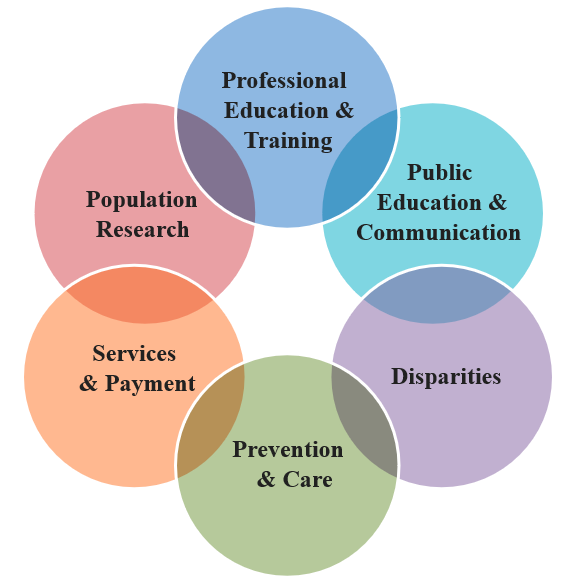 Professional
Education &
Training
Public
Education &
Communication
Disparities
Prevention
& Care
Services
& Payment
Population
Research